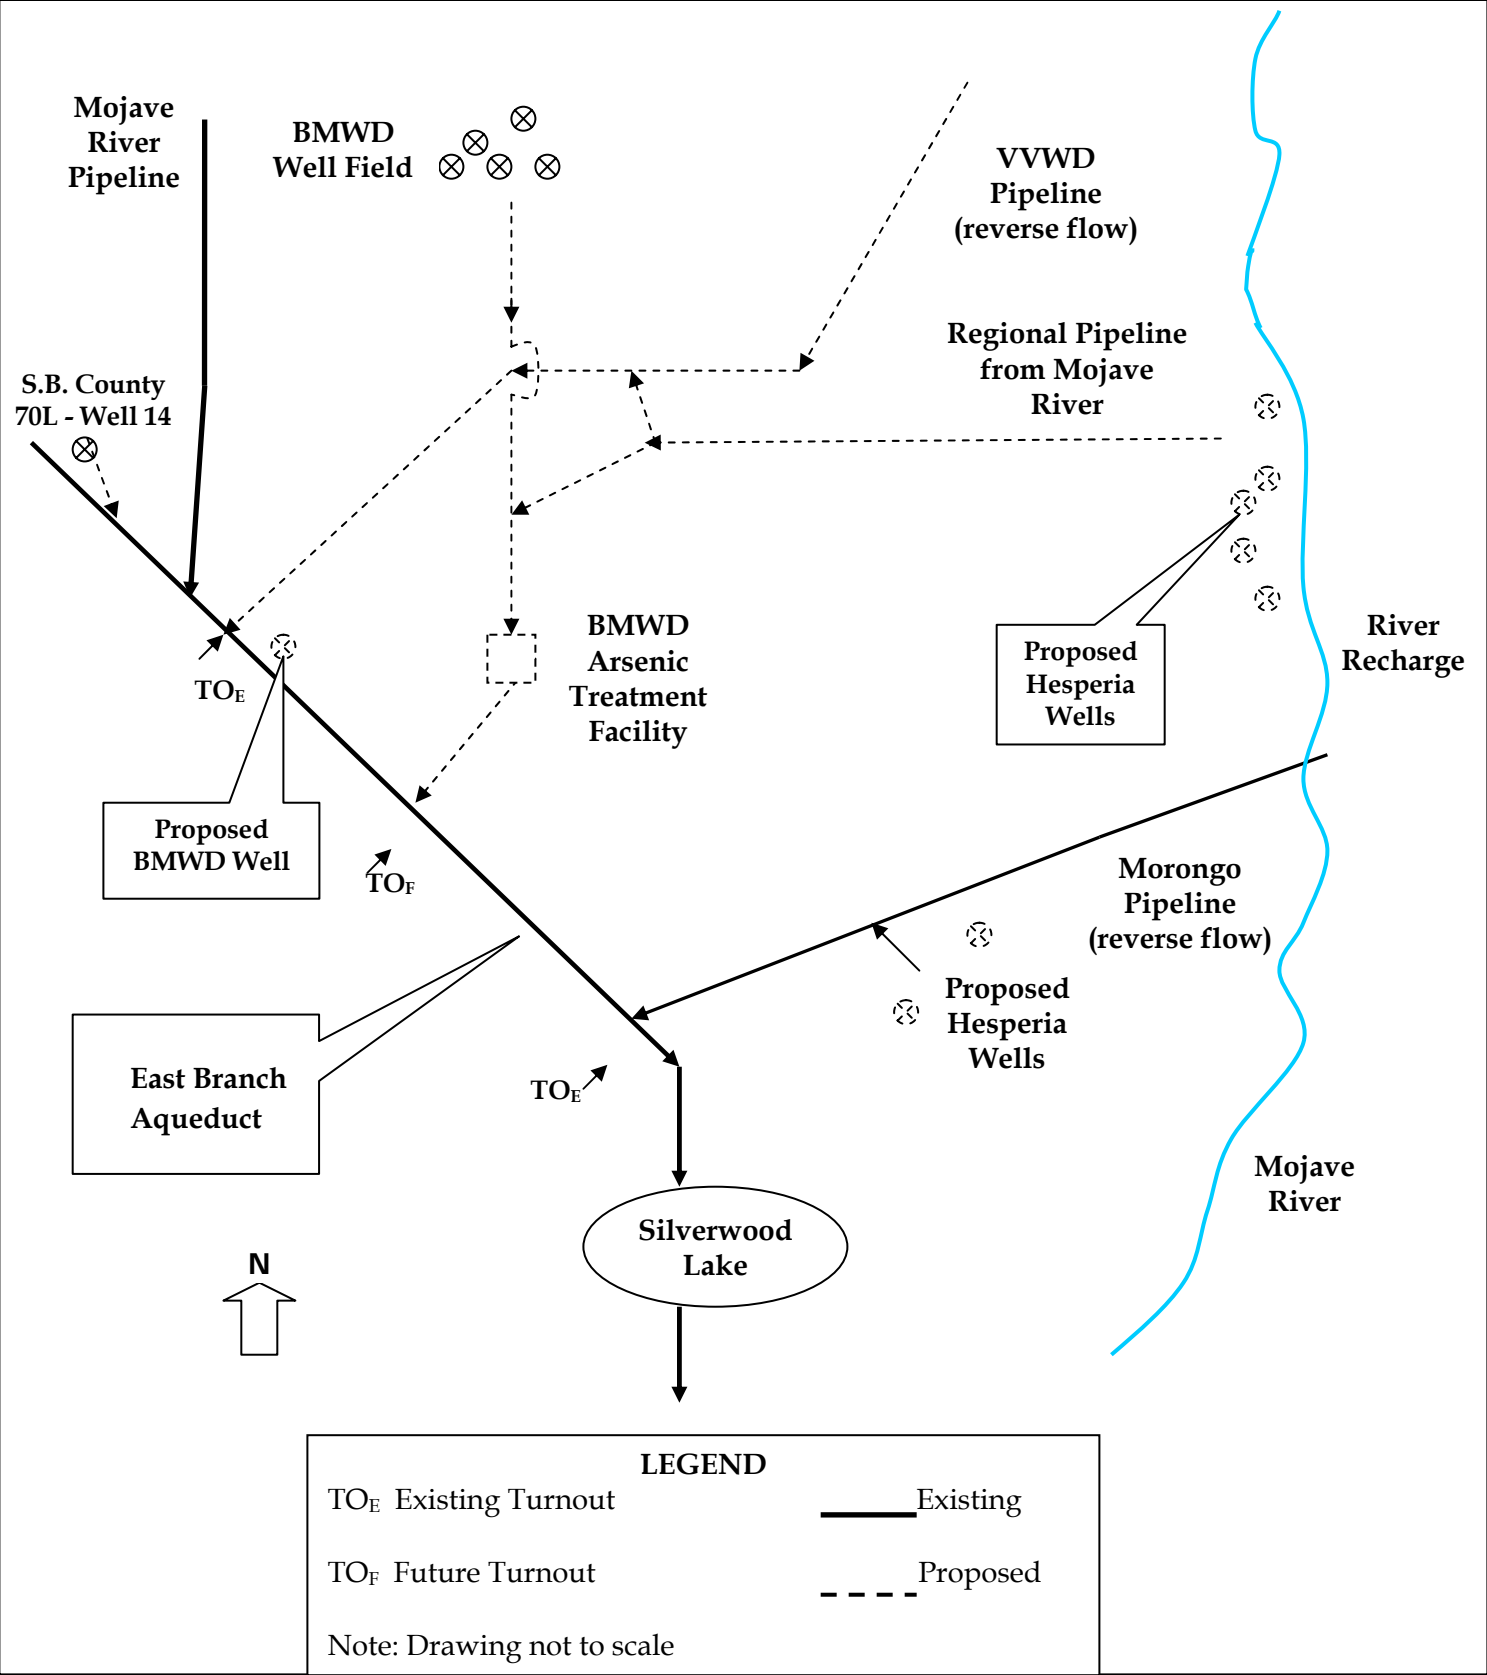 Mojave
River
Pipeline
BMWD
Well Field
VVWD
Pipeline
(reverse flow)
Regional Pipeline
from Mojave
River
S.B. County
70L - Well 14
TOE
BMWD
Arsenic
Treatment
Facility
Proposed
Hesperia
Wells
River
Recharge
Proposed
BMWD Well
TOF
Morongo
Pipeline
(reverse flow)
Proposed
Hesperia
Wells
East Branch
Aqueduct
TOE
Mojave
River
Silverwood
Lake
N
LEGEND
TOE Existing Turnout
Existing
TOF Future Turnout
Proposed
Note: Drawing not to scale